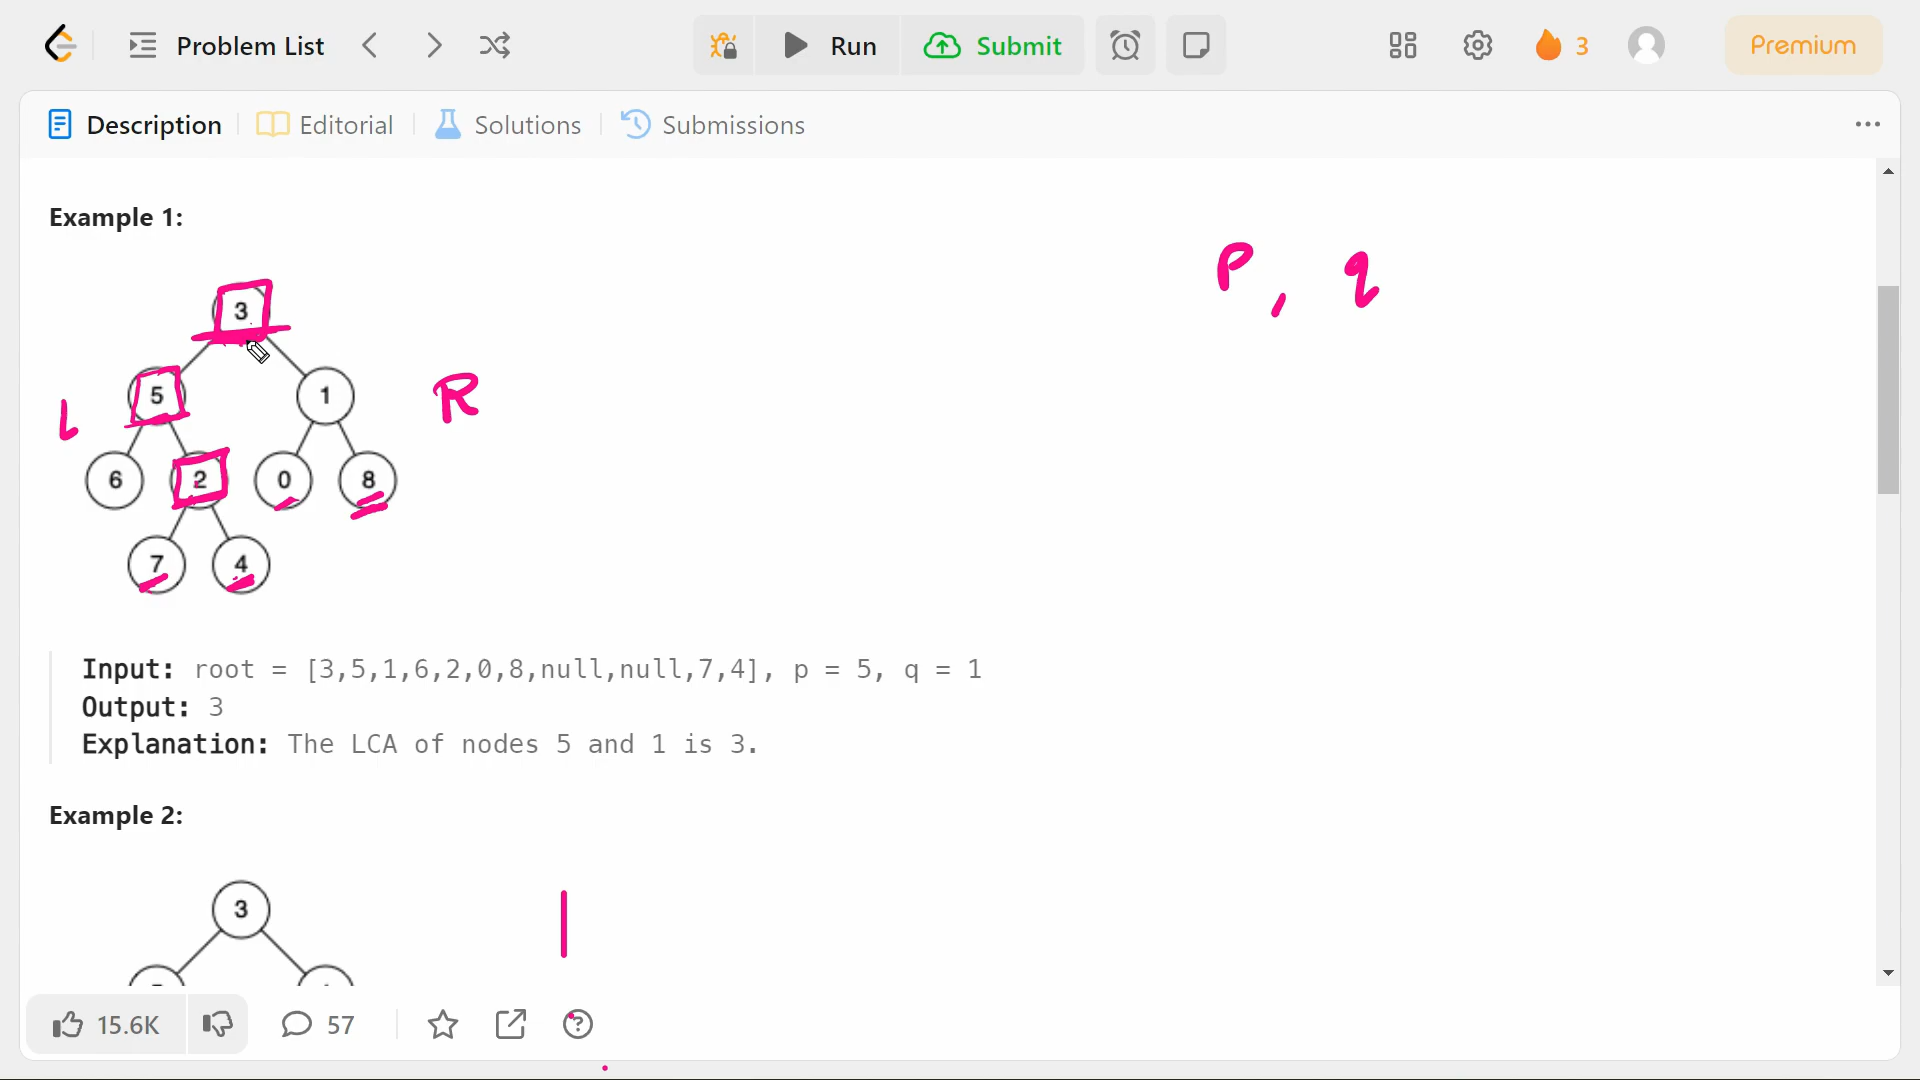 Problem List Run Submit 3 Premium
Description Editorial Solutions Submissions
Example 1:
P, q
3
5 1
L R
6 2 0 8
7 4
Input: root = [3,5,1,6,2,0,8,null,null,7,4], p = 5, q = 1
Output: 3
Explanation: The LCA of nodes 5 and 1 is 3.
Example 2:
3
15.6K 57